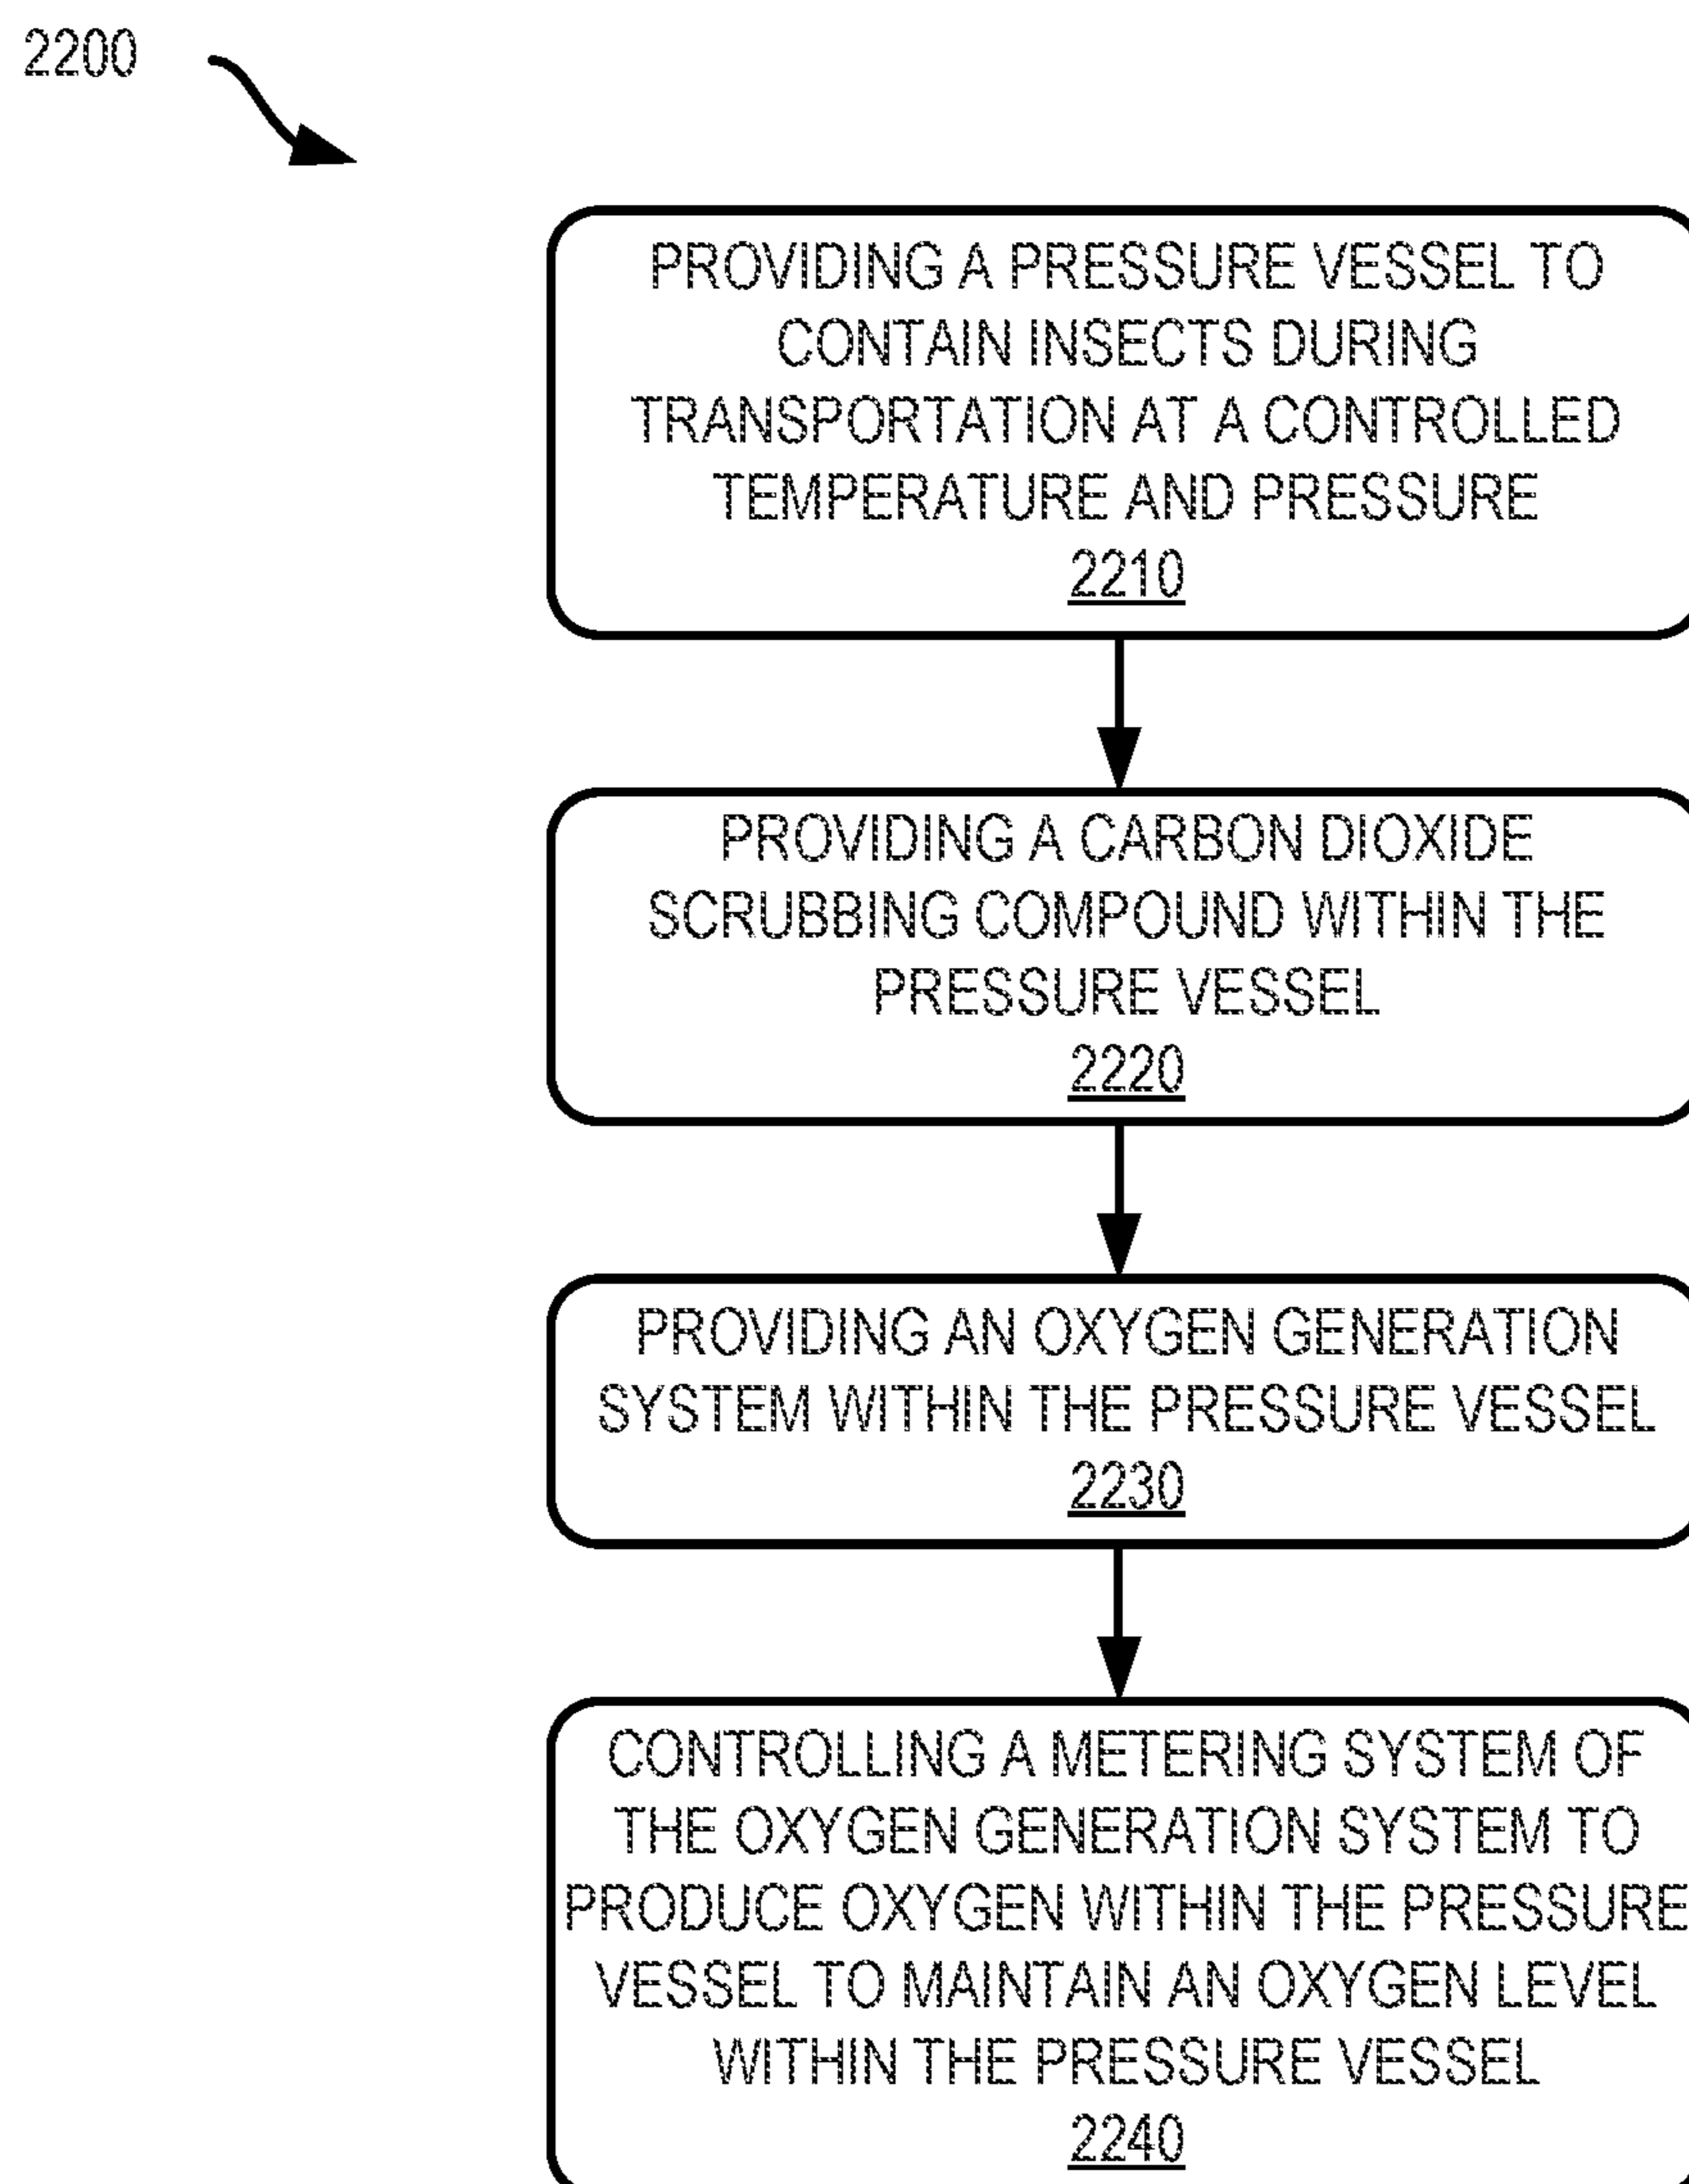 2200
PROVIDING A PRESSURE VESSEL TO
CONTAIN INSECTS DURING
TRANSPORTATION AT A CONTROLLED
TEMPERATURE AND PRESSURE
2210
PROVIDING A CARBON DIOXIDE
SCRUBBING COMPOUND WITHIN THE
PRESSURE VESSEL
2220
PROVIDING AN OXYGEN GENERATION
SYSTEM WITHIN THE PRESSURE VESSEL
2230
CONTROLLING A METERING SYSTEM OF
THE OXYGEN GENERATION SYSTEM TO
PRODUCE OXYGEN WITHIN THE PRESSURE
VESSEL TO MAINTAIN AN OXYGEN LEVEL
WITHIN THE PRESSURE VESSEL
2240